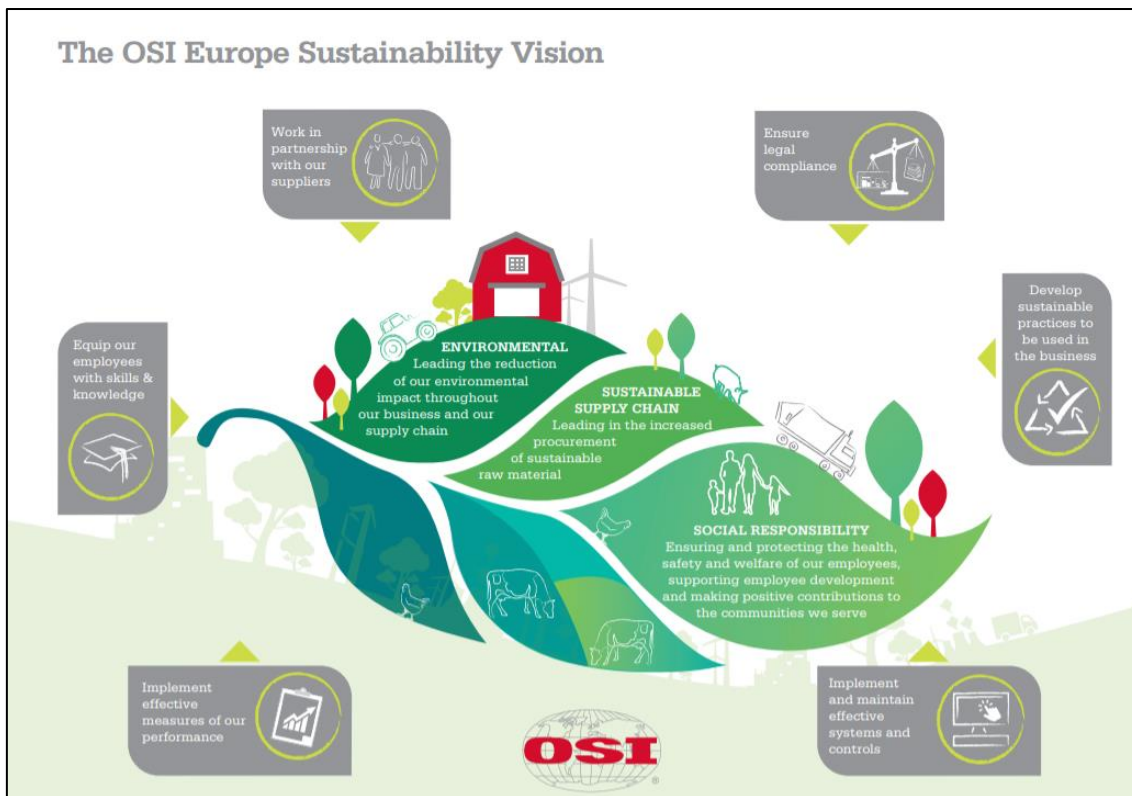 The OSI Europe Sustainability Vision
Work in
partnership
with our
suppliers
Ensure
legal
compliance
Equip our
employees
with skills &
knowledge
Develop
sustainable
practices to
be used in
the business
ENVIRONMENTAL
Leading the reduction
of our environmental
impact throughout
our business and our
supply chain
SUSTAINABLE
SUPPLY CHAIN
Leading in the increased
procurement
of sustainable
raw material
SOCIAL RESPONSIBILITY
Ensuring and protecting the health,
safety and welfare of our employees,
supporting employee development
and making positive contributions to
the communities we serve
Implement
effective
measures of our
performance
Implement
and maintain
effective
systems and
controls
OSI
®